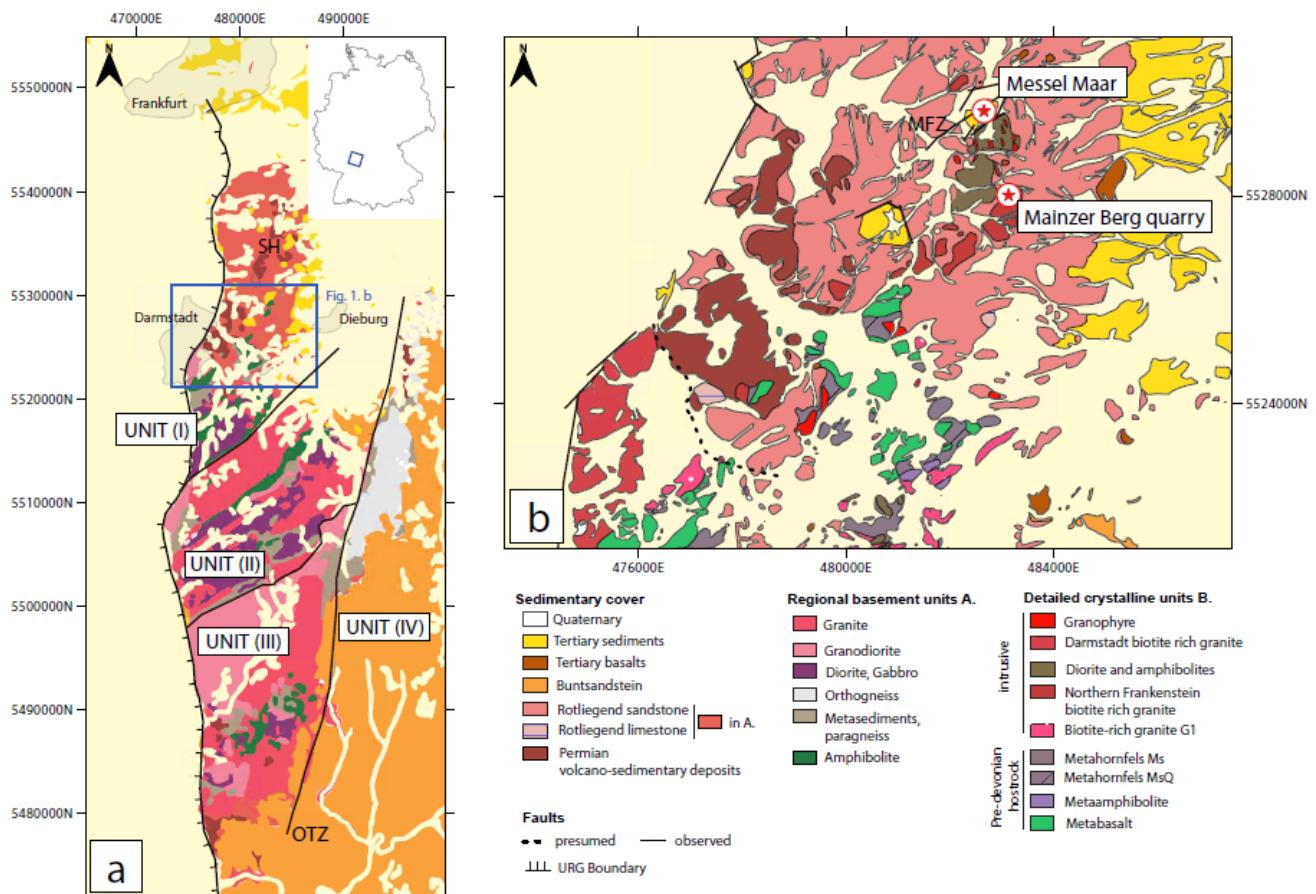 470000E 480000E 490000E
5550000N
5540000N
5530000N
5520000N
5510000N
5500000N
5490000N
5480000N
N
Frankfurt
SH
Fig. 1. b
Darmstadt
Dieburg
UNIT (I)
UNIT (II)
UNIT (III)
UNIT (IV)
OTZ
a
N
Messel Maar
MFZ
Mainzer Berg quarry
b
5528000N
5524000N
476000E 480000E 484000E
Sedimentary cover
Quaternary
Tertiary sediments
Tertiary basalts
Buntsandstein
Rotliegend sandstone
Rotliegend limestone
in A.
Permian
volcano-sedimentary deposits
Faults
presumed observed
URG Boundary
Regional basement units A.
Granite
Granodiorite
Diorite, Gabbro
Orthogneiss
Metasediments,
paragneiss
Amphibolite
Detailed crystalline units B.
intrusive
Granophyre
Darmstadt biotite rich granite
Diorite and amphibolites
Northern Frankenstein
biotite rich granite
Biotite-rich granite G1
Pre-devonian
hostrock
Metahornfels Ms
Metahornfels MsQ
Metaamphibolite
Metabasalt